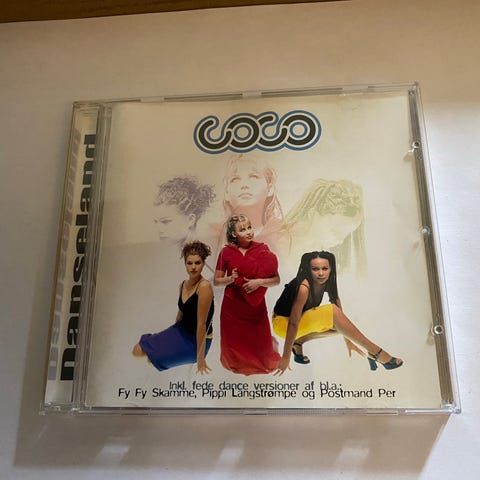 COCO
Danseland
Inkl. fede dance versioner af bl.a.:
Fy Fy Skamme, Pippi Langstrømpe og Postmand Per